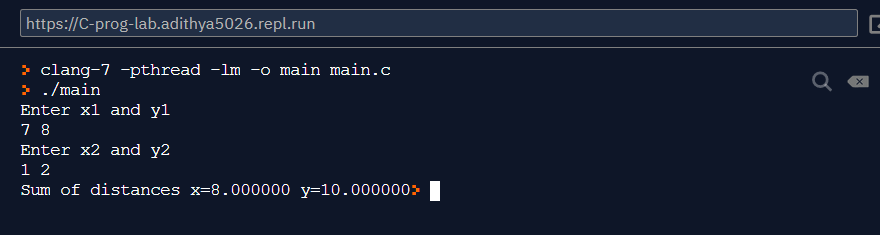 https://C-prog-lab.adithya5026.repl.run
> clang-7 -pthread -lm -o main main.c
> ./main
Enter x1 and y1
7 8
Enter x2 and y2
1 2
Sum of distances x=8.000000 y=10.000000>